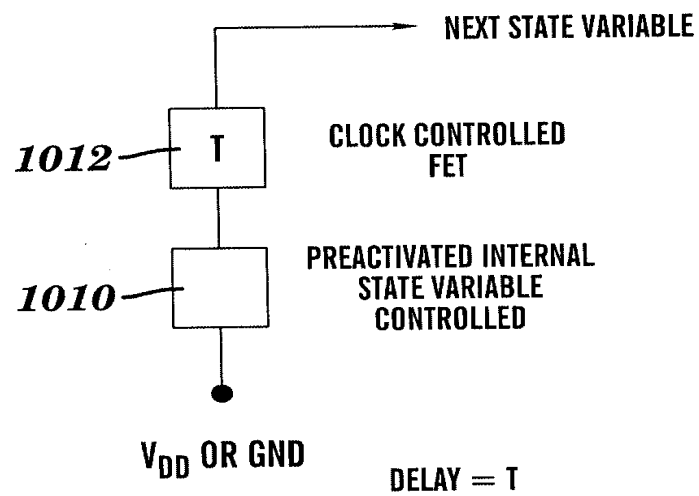 NEXT STATE VARIABLE
1012
T
CLOCK CONTROLLED
FET
1010
PREACTIVATED INTERNAL
STATE VARIABLE
CONTROLLED
VDD OR GND
DELAY = T